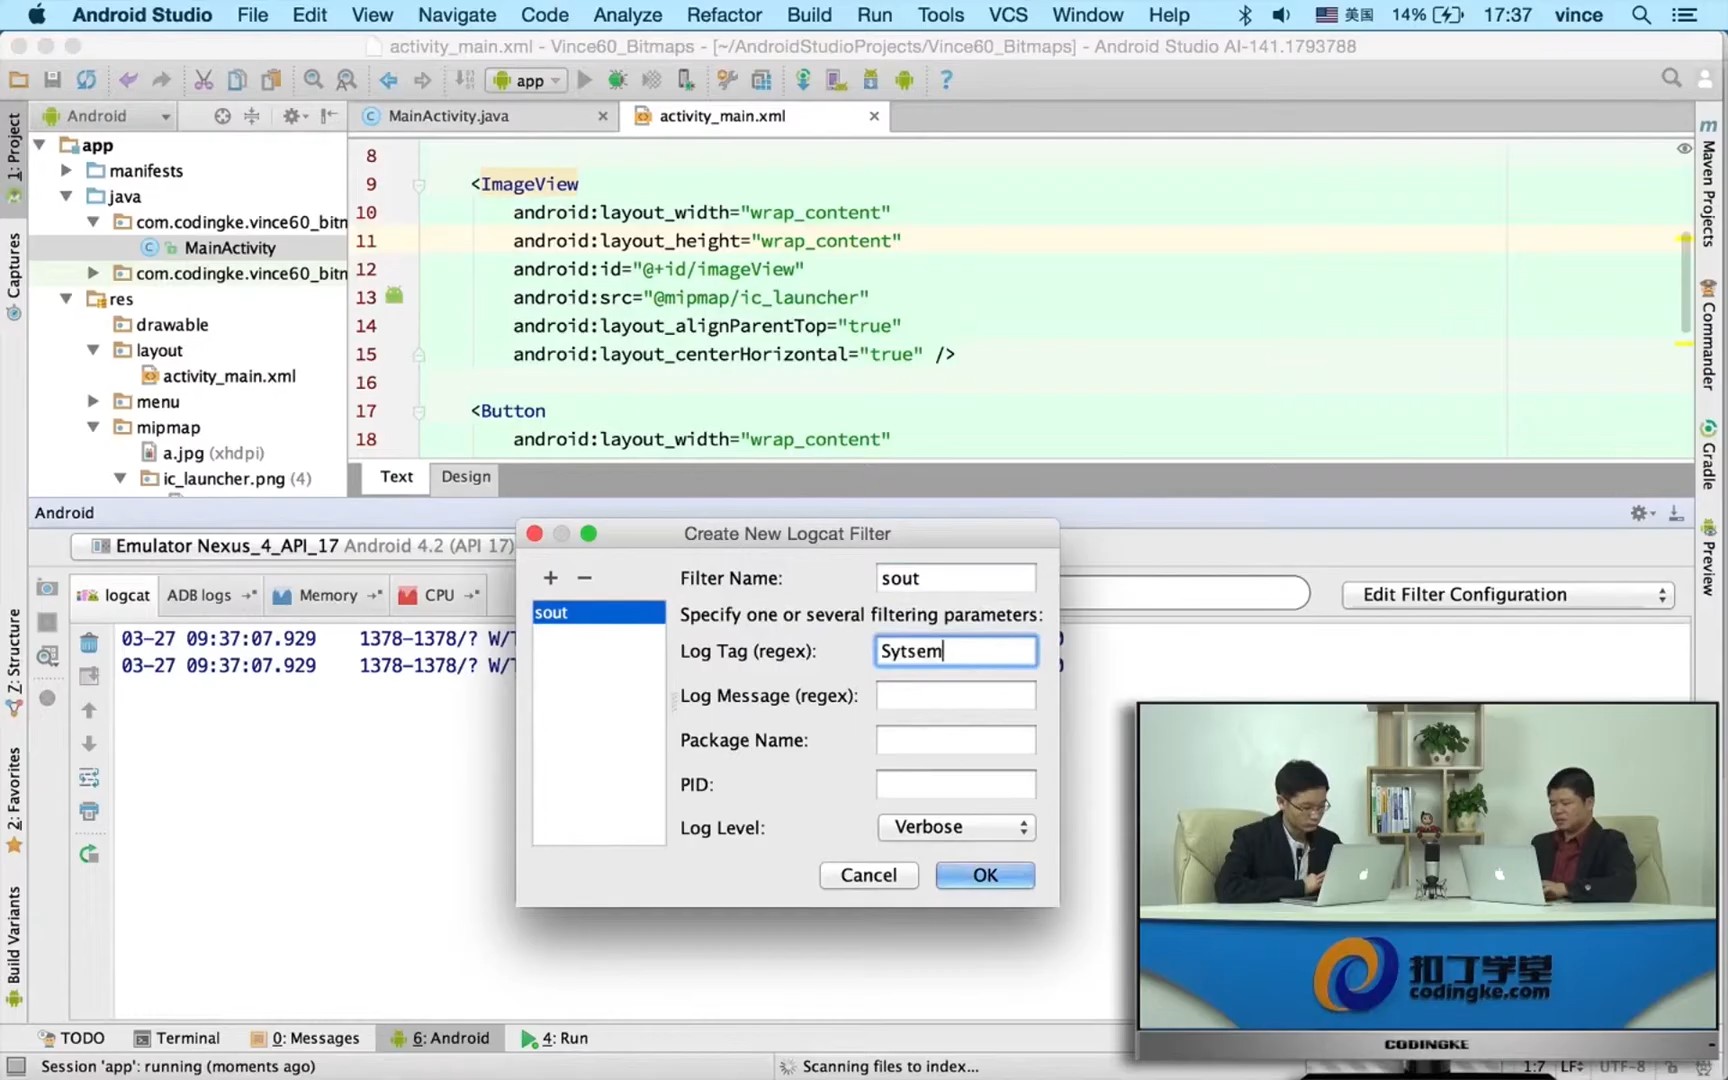 Android Studio File Edit View Navigate Code Analyze Refactor Build Run Tools VCS Window Help 美国 14% 17:37 vince
activity_main.xml - Vince60_Bitmaps - [~/AndroidStudioProjects/Vince60_Bitmaps] - Android Studio AI-141.1793788
app
Android
MainActivity.java
activity_main.xml
1: Project
Captures
Z: Structure
2: Favorites
Build Variants
app
manifests
java
com.codingke.vince60_bitm
MainActivity
com.codingke.vince60_bitm
res
drawable
layout
activity_main.xml
menu
mipmap
a.jpg (xhdpi)
ic_launcher.png (4)
8
9 <ImageView
10 android:layout_width="wrap_content"
11 android:layout_height="wrap_content"
12 android:id="@+id/imageView"
13 android:src="@mipmap/ic_launcher"
14 android:layout_alignParentTop="true"
15 android:layout_centerHorizontal="true" />
16
17 <Button
18 android:layout_width="wrap_content"
Text Design
Maven Projects
Commander
Gradle
Preview
Android
Emulator Nexus_4_API_17 Android 4.2 (API 17)
logcat ADB logs Memory CPU
Edit Filter Configuration
03-27 09:37:07.929 1378-1378/? W/T
03-27 09:37:07.929 1378-1378/? W/T
Create New Logcat Filter
sout
Filter Name: sout
Specify one or several filtering parameters:
Log Tag (regex): Sytsem
Log Message (regex):
Package Name:
PID:
Log Level: Verbose
Cancel OK
扣丁学堂
codingke.com
CODINGKE
TODO Terminal 0: Messages 6: Android 4: Run
Session 'app': running (moments ago) Scanning files to index... 1:7 LF UTF-8